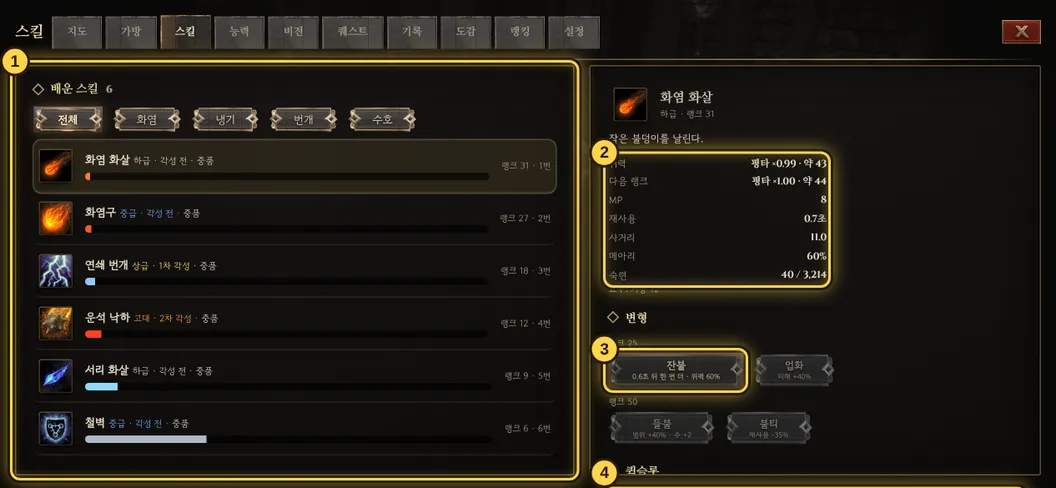 스킬
지도
가방
스킬
능력
비전
퀘스트
기록
도감
랭킹
설정
X
1
배운 스킬 6
전체
화염
냉기
번개
수호
화염 화살 하급 · 각성 전 · 중품
랭크 31 · 1번
화염구 중급 · 각성 전 · 중품
랭크 27 · 2번
연쇄 번개 상급 · 1차 각성 · 중품
랭크 18 · 3번
운석 낙하 고대 · 2차 각성 · 중품
랭크 12 · 4번
서리 화살 하급 · 각성 전 · 중품
랭크 9 · 5번
철벽 중급 · 각성 전 · 중품
랭크 6 · 6번
화염 화살
하급 · 랭크 31
작은 불덩이를 날린다.
2
위력 평타 ×0.99 · 약 43
다음 랭크 평타 ×1.00 · 약 44
MP 8
재사용 0.7초
사거리 11.0
메아리 60%
숙련 40 / 3,214
변형
3
25
잔불
0.6초 뒤 한 번 더 · 위력 60%
업화
피해 +40%
랭크 50
들불
범위 +40% · 수 +2
불티
재사용 -35%
4
퀵슬롯